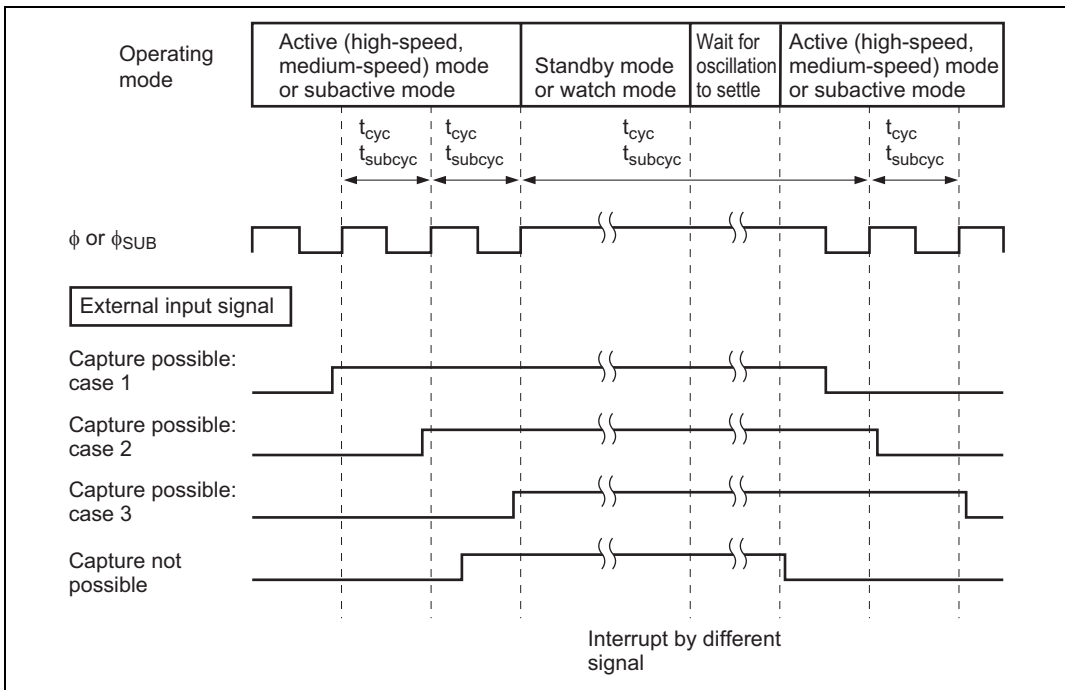 Operating
mode
Active (high-speed,
medium-speed) mode
or subactive mode
Standby mode
or watch mode
Wait for
oscillation
to settle
Active (high-speed,
medium-speed) mode
or subactive mode
tcyc
tsubcyc
tcyc
tsubcyc
tcyc
tsubcyc
tcyc
tsubcyc
ϕ or ϕSUB
External input signal
Capture possible:
case 1
Capture possible:
case 2
Capture possible:
case 3
Capture not
possible
Interrupt by different
signal